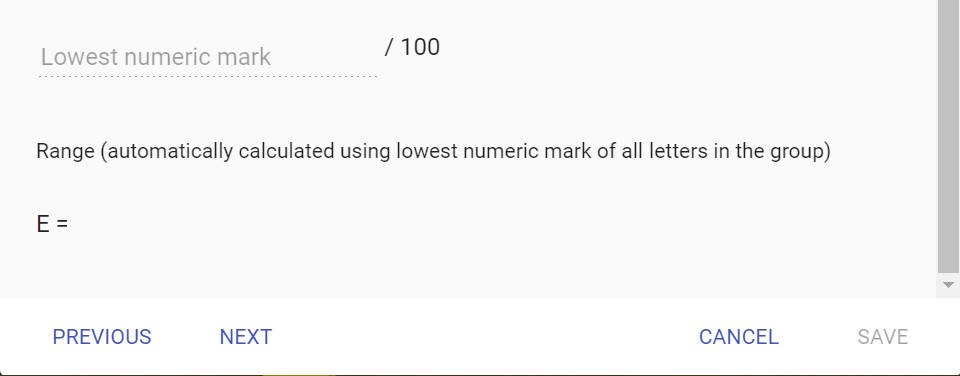 Lowest numeric mark / 100
Range (automatically calculated using lowest numeric mark of all letters in the group)
E =
PREVIOUS NEXT CANCEL SAVE